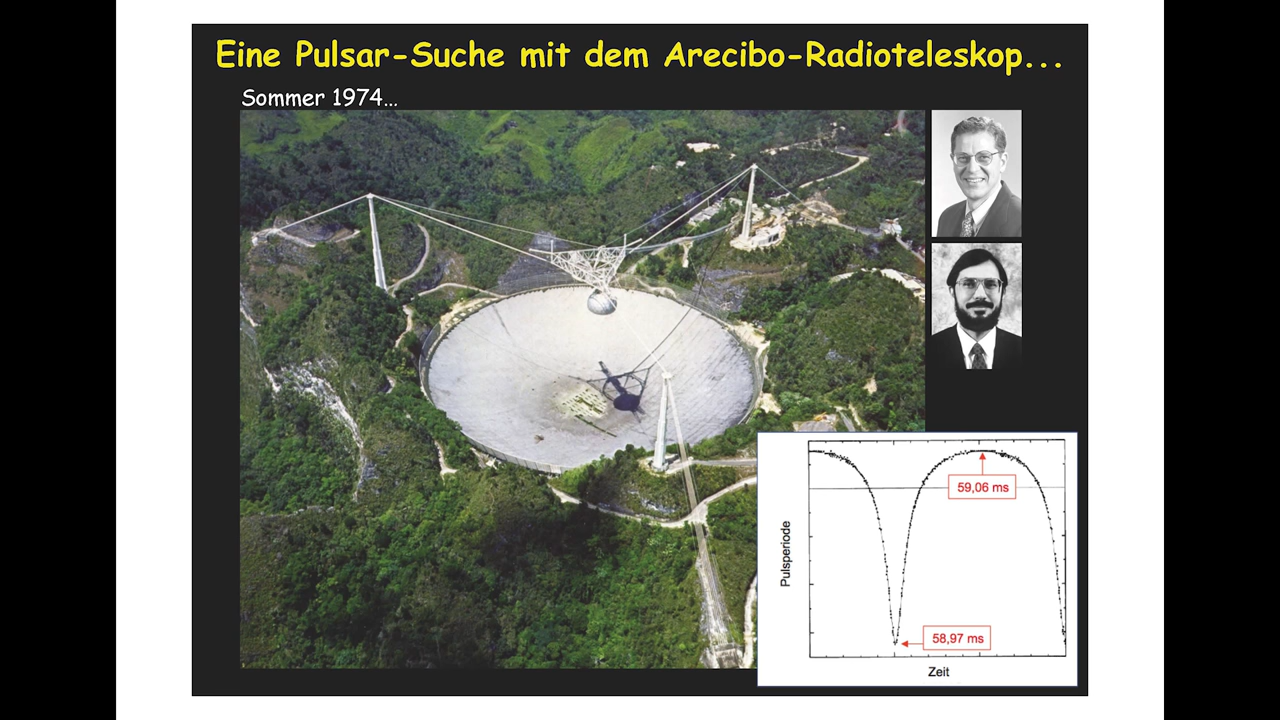 Eine Pulsar-Suche mit dem Arecibo-Radioteleskop...
Sommer 1974...
59,06 ms
Pulsperiode
58,97 ms
Zeit